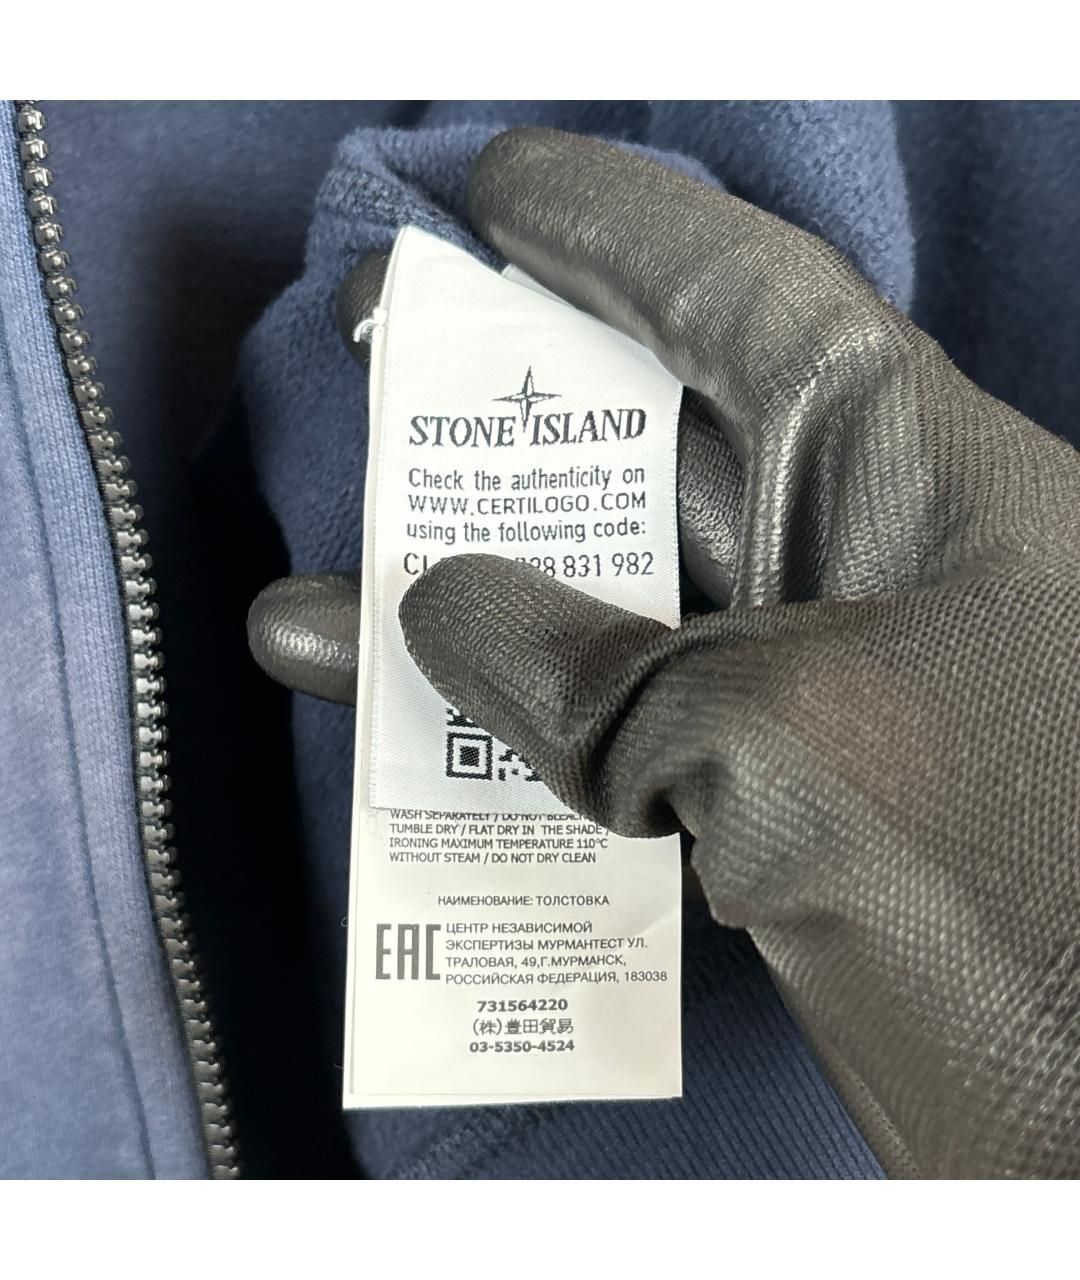 STONE ISLAND
Check the authenticity on
WWW.CERTILOGO.COM
using the following code:
831 982
WASH SEPARATELY / DO NOT BLEACH
TUMBLE DRY / FLAT DRY IN THE SHADE /
IRONING MAXIMUM TEMPERATURE 110°C
WITHOUT STEAM / DO NOT DRY CLEAN
НАИМЕНОВАНИЕ: ТОЛСТОВКА
EAC
ЦЕНТР НЕЗАВИСИМОЙ
ЭКСПЕРТИЗЫ МУРМАНТЕСТ УЛ.
ТРАЛОВАЯ, 49,Г.МУРМАНСК,
РОССИЙСКАЯ ФЕДЕРАЦИЯ, 183038
731564220
(株)豊田貿易
03-5350-4524